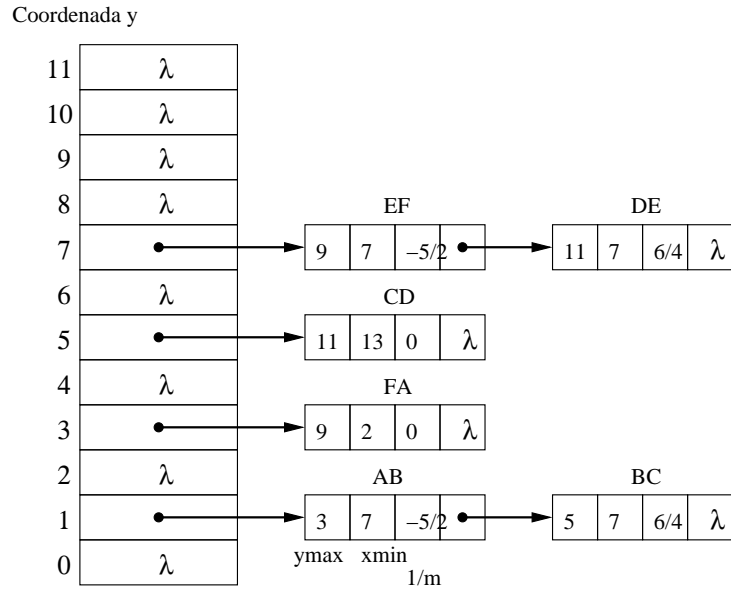 Coordenada y
11 λ
10 λ
9 λ
8 λ
EF DE
7 9 7 −5/2 11 7 6/4 λ
6 λ
CD
5 11 13 0 λ
4 λ
FA
3 9 2 0 λ
2 λ
AB BC
1 3 7 −5/2 5 7 6/4 λ
ymax xmin
1/m
0 λ